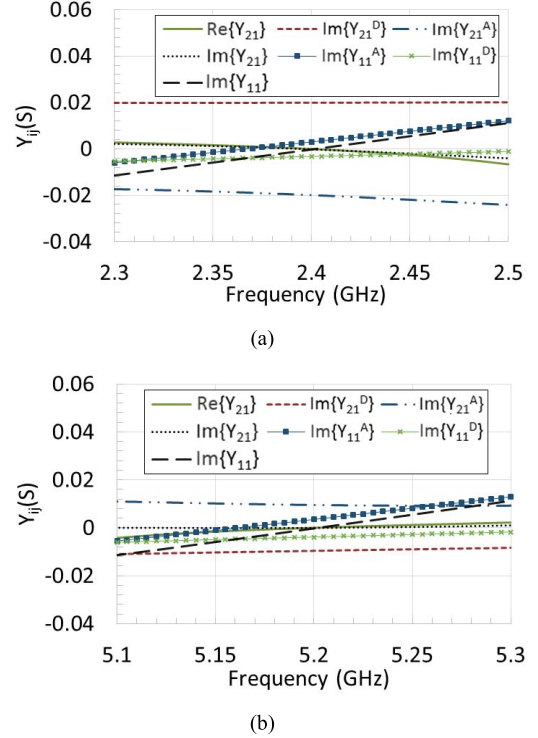 (a)
0.06
0.04
0.02
0
-0.02
-0.04
Yij(S)
Re{Y21} Im{Y21D} Im{Y21A}
Im{Y21} Im{Y11A} Im{Y11D}
Im{Y11}
2.3 2.35 2.4 2.45 2.5
Frequency (GHz)
(a)
0.06
0.04
0.02
0
-0.02
-0.04
Yij(S)
Re{Y21} Im{Y21D} Im{Y21A}
Im{Y21} Im{Y11A} Im{Y11D}
Im{Y11}
5.1 5.15 5.2 5.25 5.3
Frequency (GHz)
(b)